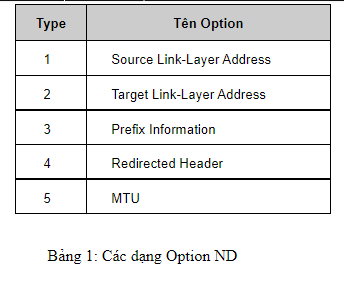 Type Tên Option
1 Source Link-Layer Address
2 Target Link-Layer Address
3 Prefix Information
4 Redirected Header
5 MTU
Bảng 1: Các dạng Option ND